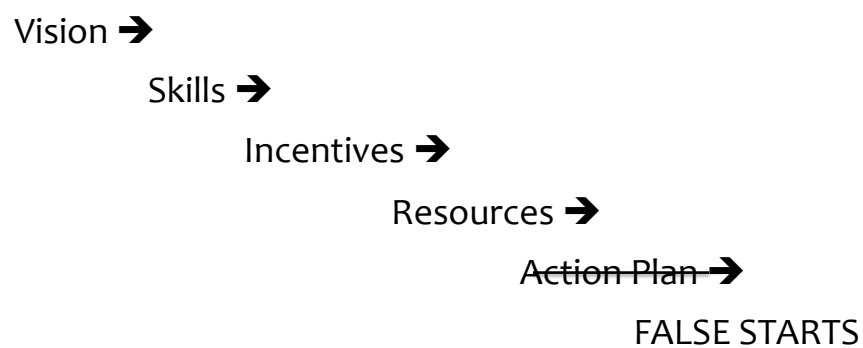 Vision ➔
Skills ➔
Incentives ➔
Resources ➔
Action Plan ➔
FALSE STARTS